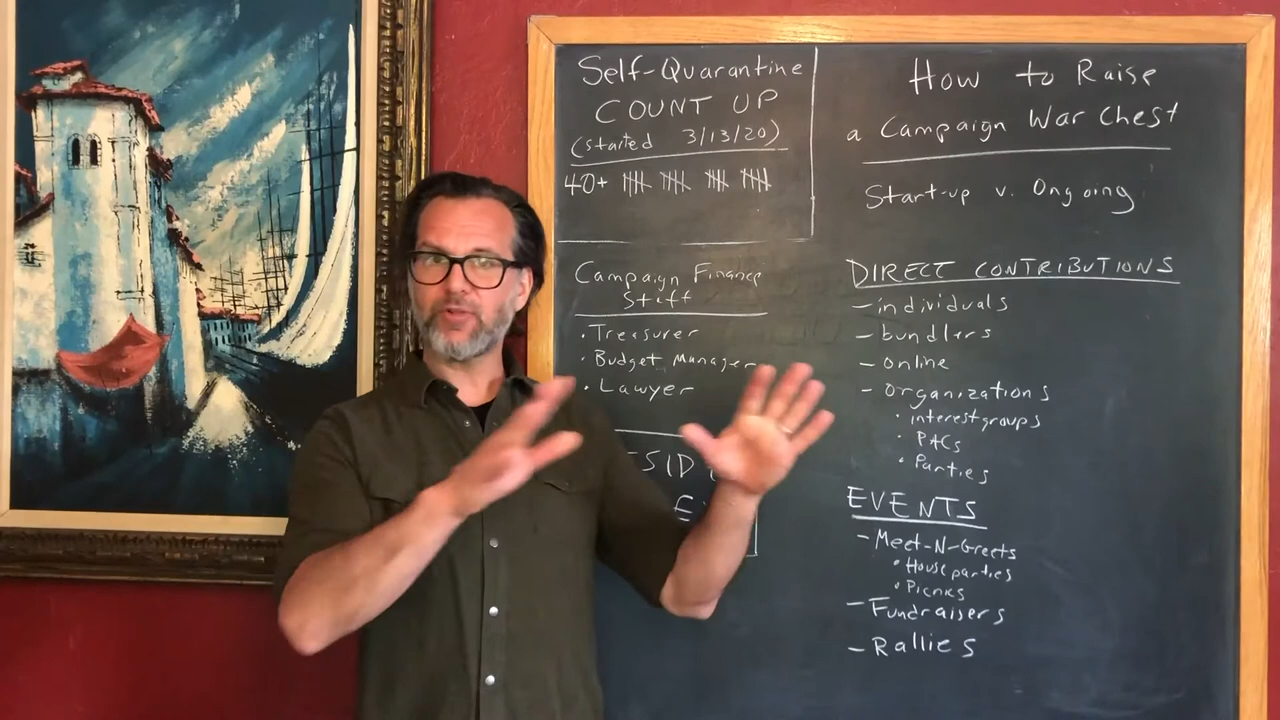 Self-Quarantine
COUNT UP
(started 3/13/20)
40+
Campaign Finance
Staff
• Treasurer
• Budget Manager
• Lawyer
How to Raise
a Campaign War Chest
Start-up v. Ongoing
DIRECT CONTRIBUTIONS
- individuals
- bundlers
- online
- organizations
• interest groups
• PACs
• Parties
EVENTS
- Meet-N-Greets
• House parties
• Picnics
- Fundraisers
- Rallies